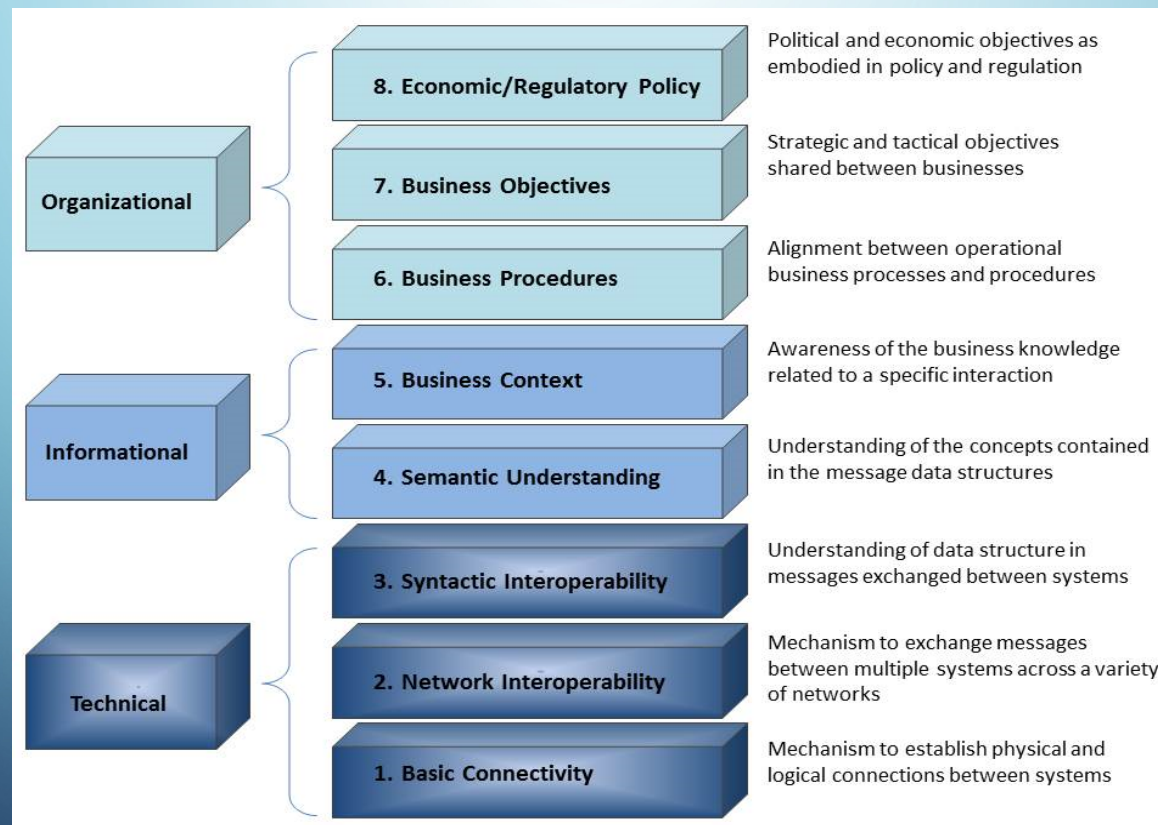 Organizational
8. Economic/Regulatory Policy
Political and economic objectives as
embodied in policy and regulation
7. Business Objectives
Strategic and tactical objectives
shared between businesses
6. Business Procedures
Alignment between operational
business processes and procedures
Informational
5. Business Context
Awareness of the business knowledge
related to a specific interaction
4. Semantic Understanding
Understanding of the concepts contained
in the message data structures
Technical
3. Syntactic Interoperability
Understanding of data structure in
messages exchanged between systems
2. Network Interoperability
Mechanism to exchange messages
between multiple systems across a variety
of networks
1. Basic Connectivity
Mechanism to establish physical and
logical connections between systems